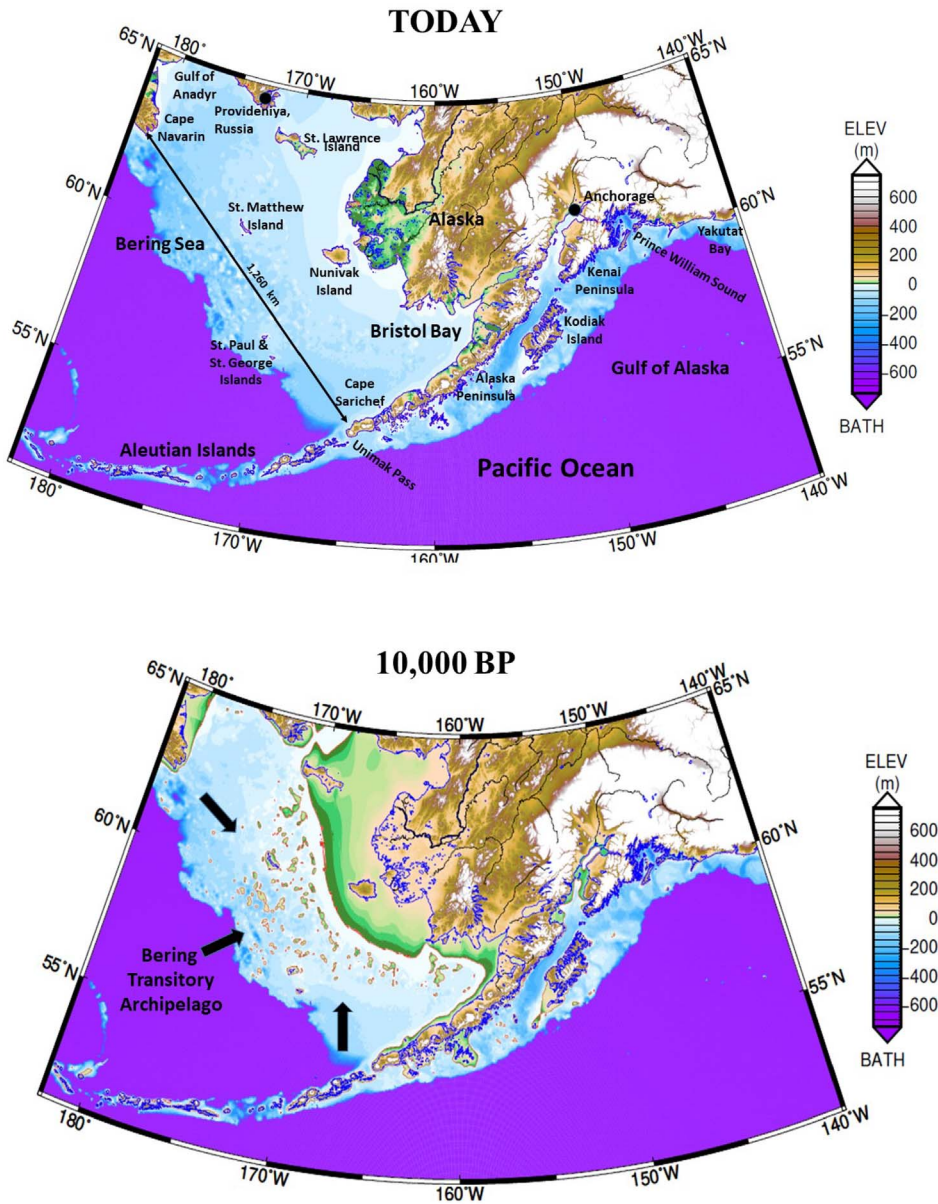 TODAY
65˚N
180˚
170˚W
160˚W
150˚W
140˚W
65˚N
Gulf of
Anadyr
Cape
Navarin
Provideniya,
Russia
St. Lawrence
Island
60˚N
St. Matthew
Island
Bering Sea
1,260 km
Nunivak
Island
Alaska
Anchorage
Yakutat
Bay
Prince William Sound
Kenai
Peninsula
60˚N
55˚N
St. Paul &
St. George
Islands
Bristol Bay
Kodiak
Island
Cape
Sarichef
Alaska
Peninsula
Gulf of Alaska
55˚N
Aleutian Islands
Unimak Pass
Pacific Ocean
180˚
170˚W
160˚W
150˚W
140˚W
ELEV
(m)
600
400
200
0
-200
-400
-600
BATH
10,000 BP
65˚N
180˚
170˚W
160˚W
150˚W
140˚W
65˚N
60˚N
60˚N
Bering
Transitory
Archipelago
55˚N
55˚N
180˚
170˚W
160˚W
150˚W
140˚W
ELEV
(m)
600
400
200
0
-200
-400
-600
BATH